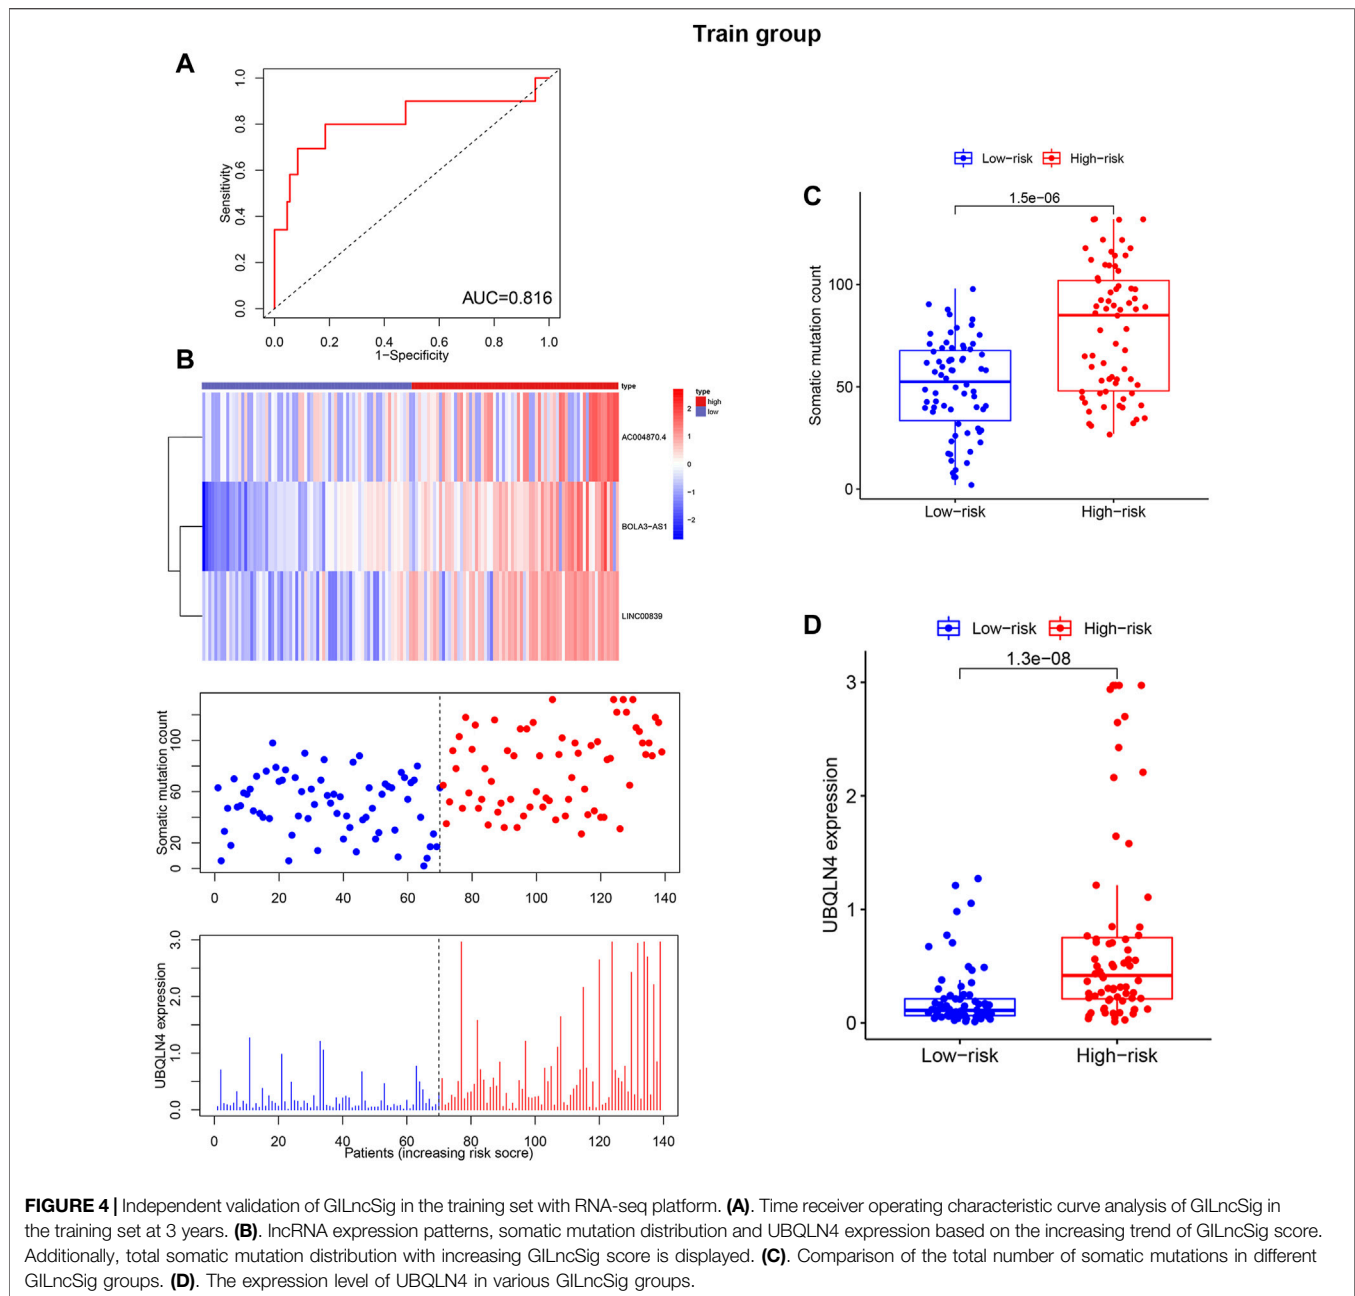 Train group
A
1.0
0.8
0.6
0.4
0.2
0.0
Sensitivity
AUC=0.816
0.0 0.2 0.4 0.6 0.8 1.0
1−Specificity
B
type
AC004870.4
BOLA3−AS1
LINC00839
type
high
low
2
1
0
−1
−2
Somatic mutation count
100
60
20
0
0 20 40 60 80 100 120 140
UBQLN4 expression
3.0
2.0
1.0
0.0
0 20 40 60 80 100 120 140
Patients (increasing risk socre)
C
Low−risk High−risk
1.5e−06
Somatic mutation count
100
50
0
Low−risk High−risk
D
Low−risk High−risk
1.3e−08
UBQLN4 expression
3
2
1
0
Low−risk High−risk
FIGURE 4 | Independent validation of GILncSig in the training set with RNA-seq platform. (A). Time receiver operating characteristic curve analysis of GILncSig in
the training set at 3 years. (B). lncRNA expression patterns, somatic mutation distribution and UBQLN4 expression based on the increasing trend of GILncSig score.
Additionally, total somatic mutation distribution with increasing GILncSig score is displayed. (C). Comparison of the total number of somatic mutations in different
GILncSig groups. (D). The expression level of UBQLN4 in various GILncSig groups.